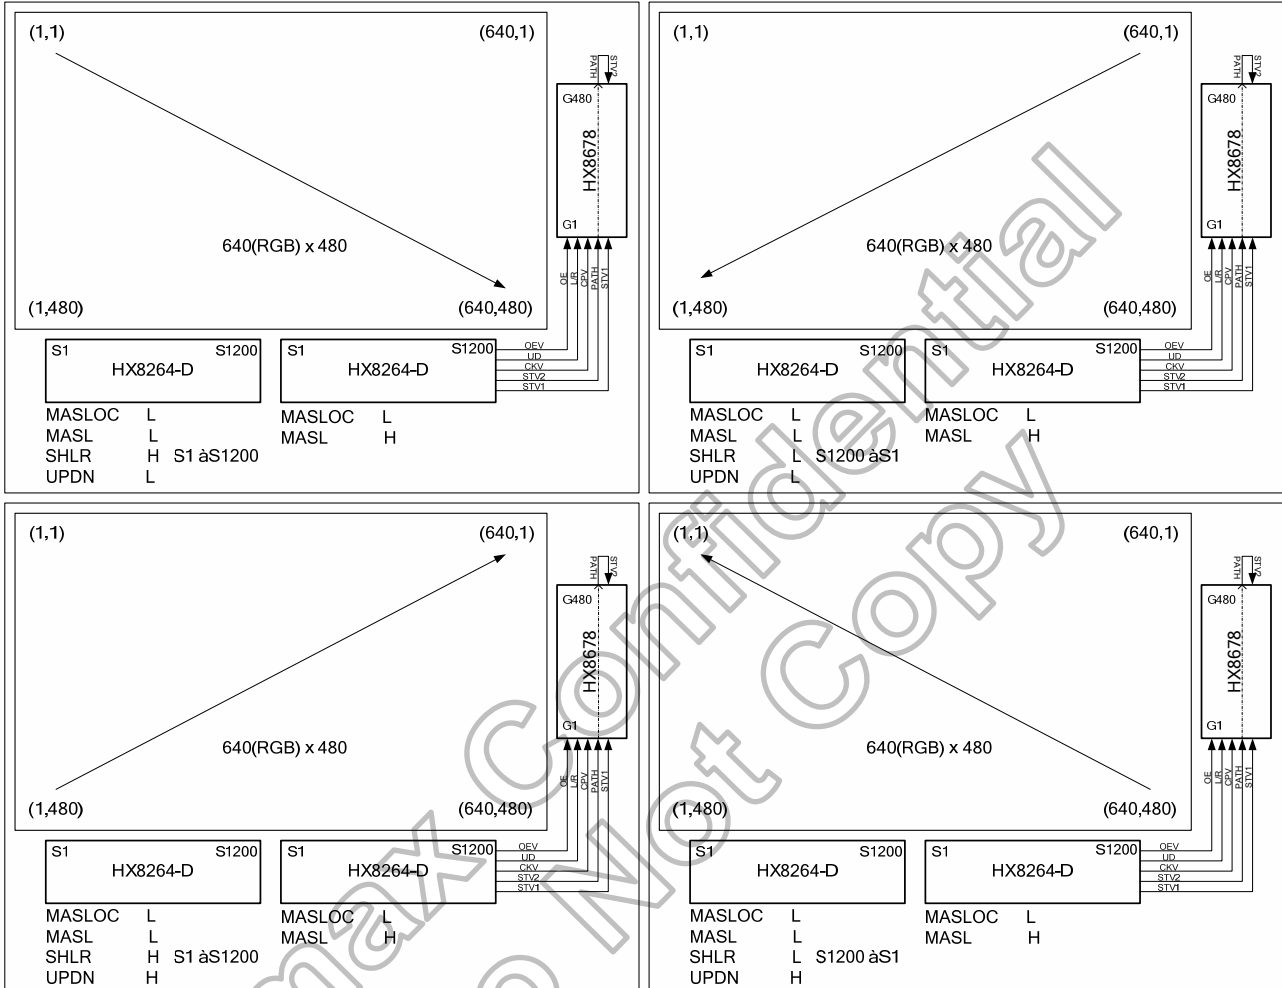 (1,1) (640,1)
PATH STV2
G480
HX8678
G1
640(RGB) x 480
OE L/R CPV PATH STV1
(1,480) (640,480)
S1 S1200
HX8264-D
S1 S1200
HX8264-D
OEV
UD
CKV
STV2
STV1
MASLOC L
MASL L
SHLR H S1 àS1200
UPDN L
MASLOC L
MASL H
(1,1) (640,1)
PATH STV2
G480
HX8678
G1
640(RGB) x 480
OE L/R CPV PATH STV1
(1,480) (640,480)
S1 S1200
HX8264-D
S1 S1200
HX8264-D
OEV
UD
CKV
STV2
STV1
MASLOC L
MASL L
SHLR L S1200 àS1
UPDN L
MASLOC L
MASL H
(1,1) (640,1)
PATH STV2
G480
HX8678
G1
640(RGB) x 480
OE L/R CPV PATH STV1
(1,480) (640,480)
S1 S1200
HX8264-D
S1 S1200
HX8264-D
OEV
UD
CKV
STV2
STV1
MASLOC L
MASL L
SHLR H S1 àS1200
UPDN H
MASLOC L
MASL H
(1,1) (640,1)
PATH STV2
G480
HX8678
G1
640(RGB) x 480
OE L/R CPV PATH STV1
(1,480) (640,480)
S1 S1200
HX8264-D
S1 S1200
HX8264-D
OEV
UD
CKV
STV2
STV1
MASLOC L
MASL L
SHLR L S1200 àS1
UPDN H
MASLOC L
MASL H
max Confidential
o Not Copy